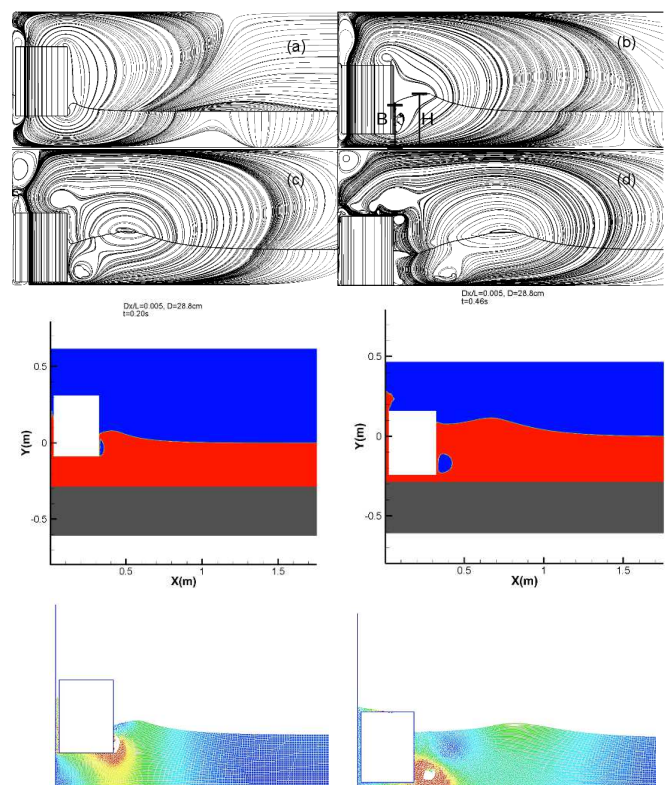 (a)
(b)
B
H
(c)
(d)
Dx/L=0.005, D=28.8cm
t=0.20s
Dx/L=0.005, D=28.8cm
t=0.46s
0.5
0
-0.5
Y(m)
0.5
1
1.5
X(m)
0.5
0
-0.5
Y(m)
0.5
1
1.5
X(m)